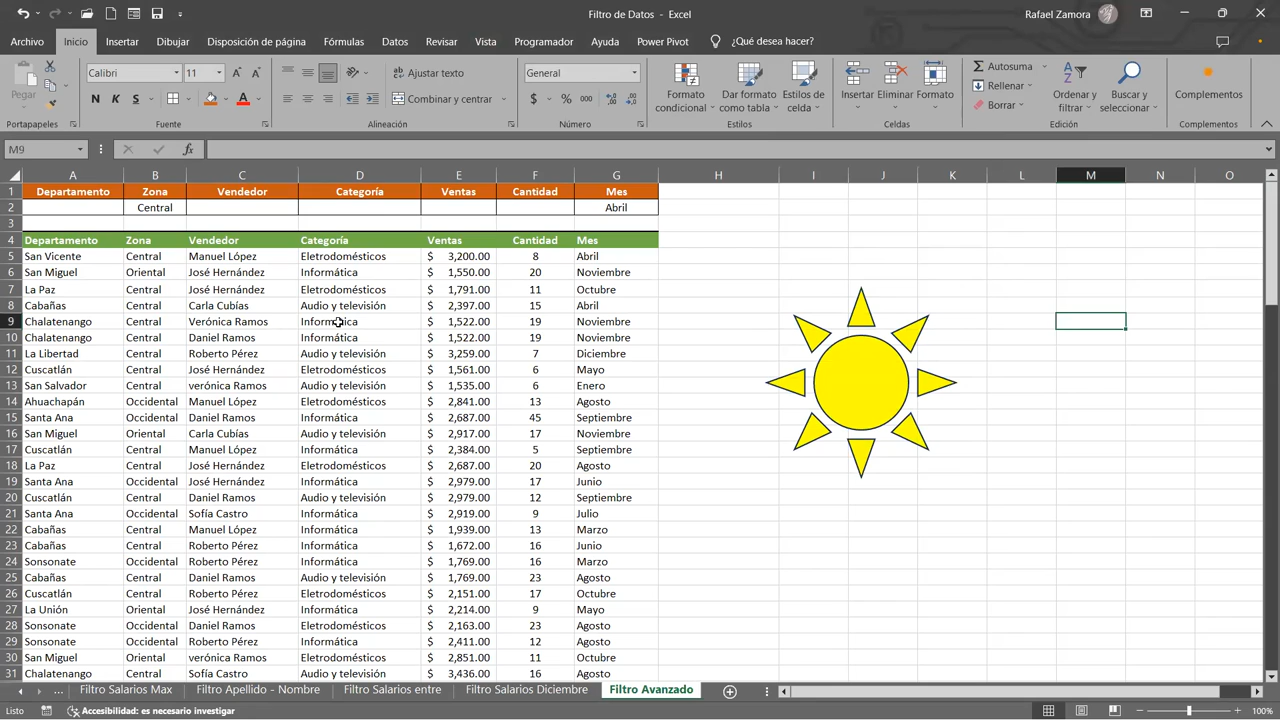 Filtro de Datos - Excel
Rafael Zamora
Archivo Inicio Insertar Dibujar Disposición de página Fórmulas Datos Revisar Vista Programador Ayuda Power Pivot ¿Qué desea hacer?
Pegar
Calibri 11
N K S
Ajustar texto
Combinar y centrar
General
$ % 000
Formato condicional
Dar formato como tabla
Estilos de celda
Insertar Eliminar Formato
Autosuma
Rellenar
Borrar
Ordenar y filtrar
Buscar y seleccionar
Complementos
Portapapeles Fuente Alineación Número Estilos Celdas Edición Complementos
M9 fx
A B C D E F G H I J K L M N O
1 Departamento Zona Vendedor Categoría Ventas Cantidad Mes
2 Central Abril
3
4 Departamento Zona Vendedor Categoría Ventas Cantidad Mes
5 San Vicente Central Manuel López Eletrodomésticos $ 3,200.00 8 Abril
6 San Miguel Oriental José Hernández Informática $ 1,550.00 20 Noviembre
7 La Paz Central José Hernández Eletrodomésticos $ 1,791.00 11 Octubre
8 Cabañas Central Carla Cubías Audio y televisión $ 2,397.00 15 Abril
9 Chalatenango Central Verónica Ramos Informática $ 1,522.00 19 Noviembre
10 Chalatenango Central Daniel Ramos Informática $ 1,522.00 19 Noviembre
11 La Libertad Central Roberto Pérez Audio y televisión $ 3,259.00 7 Diciembre
12 Cuscatlán Central José Hernández Eletrodomésticos $ 1,561.00 6 Mayo
13 San Salvador Central verónica Ramos Audio y televisión $ 1,535.00 6 Enero
14 Ahuachapán Occidental Manuel López Eletrodomésticos $ 2,841.00 13 Agosto
15 Santa Ana Occidental Daniel Ramos Informática $ 2,687.00 45 Septiembre
16 San Miguel Oriental Carla Cubías Audio y televisión $ 2,917.00 17 Noviembre
17 Cuscatlán Central Manuel López Informática $ 2,384.00 5 Septiembre
18 La Paz Central José Hernández Eletrodomésticos $ 2,687.00 20 Agosto
19 Santa Ana Occidental José Hernández Informática $ 2,979.00 17 Junio
20 Cuscatlán Central Daniel Ramos Audio y televisión $ 2,979.00 12 Septiembre
21 Santa Ana Occidental Sofía Castro Informática $ 2,919.00 9 Julio
22 Cabañas Central Manuel López Informática $ 1,939.00 13 Marzo
23 Cabañas Central Roberto Pérez Informática $ 1,672.00 16 Junio
24 Sonsonate Occidental Roberto Pérez Informática $ 1,769.00 16 Marzo
25 Cabañas Central Daniel Ramos Audio y televisión $ 1,769.00 23 Agosto
26 Cuscatlán Central Roberto Pérez Eletrodomésticos $ 2,151.00 17 Octubre
27 La Unión Oriental José Hernández Informática $ 2,214.00 9 Mayo
28 Sonsonate Occidental Daniel Ramos Eletrodomésticos $ 2,163.00 23 Agosto
29 Sonsonate Occidental Roberto Pérez Informática $ 2,411.00 12 Agosto
30 San Miguel Oriental verónica Ramos Eletrodomésticos $ 2,851.00 11 Octubre
31 Chalatenango Central Sofía Castro Audio y televisión $ 3,436.00 16 Agosto
... Filtro Salarios Max Filtro Apellido - Nombre Filtro Salarios entre Filtro Salarios Diciembre Filtro Avanzado
Listo Accesibilidad: es necesario investigar 100%